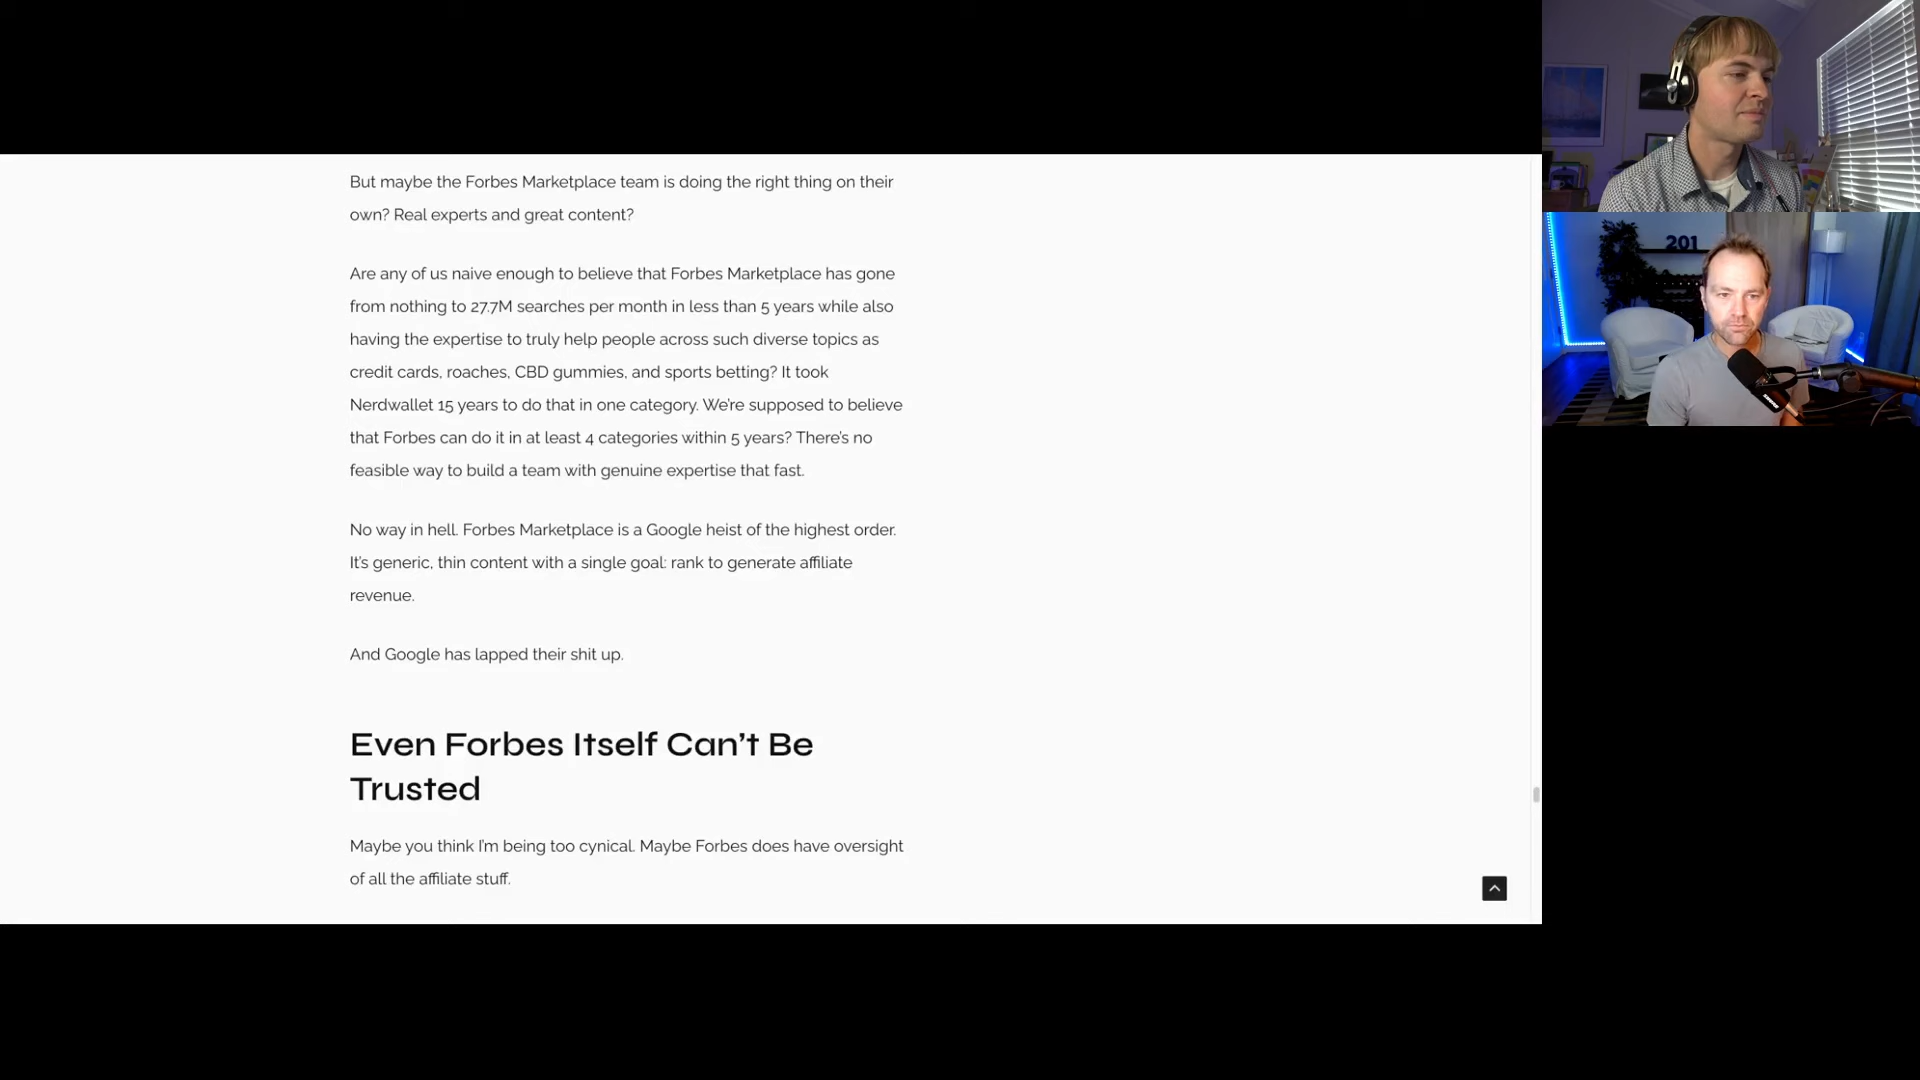 But maybe the Forbes Marketplace team is doing the right thing on their
own? Real experts and great content?
Are any of us naive enough to believe that Forbes Marketplace has gone
from nothing to 27.7M searches per month in less than 5 years while also
having the expertise to truly help people across such diverse topics as
credit cards, roaches, CBD gummies, and sports betting? It took
Nerdwallet 15 years to do that in one category. We’re supposed to believe
that Forbes can do it in at least 4 categories within 5 years? There’s no
feasible way to build a team with genuine expertise that fast.
No way in hell. Forbes Marketplace is a Google heist of the highest order.
It’s generic, thin content with a single goal: rank to generate affiliate
revenue.
And Google has lapped their shit up.
Even Forbes Itself Can’t Be
Trusted
Maybe you think I’m being too cynical. Maybe Forbes does have oversight
of all the affiliate stuff.
201